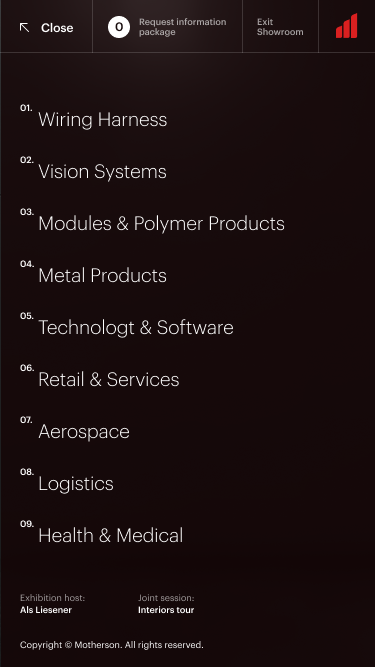 Close
0
Request information
package
Exit
Showroom
01. Wiring Harness
02. Vision Systems
03. Modules & Polymer Products
04. Metal Products
05. Technologt & Software
06. Retail & Services
07. Aerospace
08. Logistics
09. Health & Medical
Exhibition host:
Als Liesener
Joint session:
Interiors tour
Copyright © Motherson. All rights reserved.